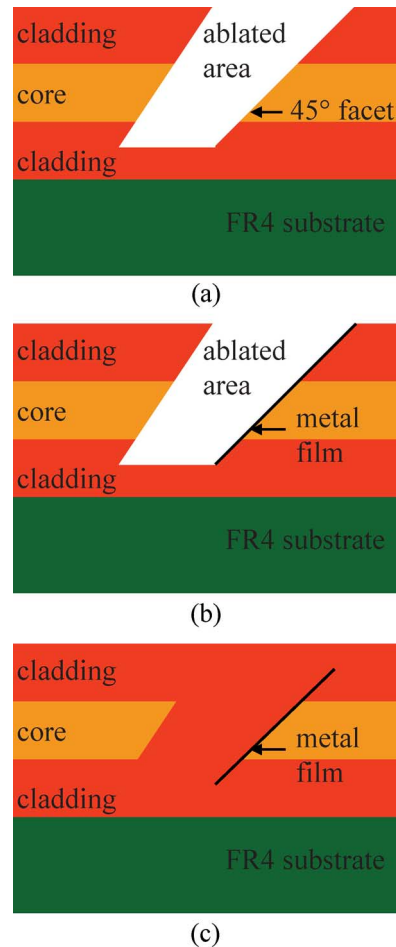 cladding
ablated
area
core
45° facet
cladding
FR4 substrate
(a)
cladding
ablated
area
core
metal
film
cladding
FR4 substrate
(b)
cladding
core
metal
film
cladding
FR4 substrate
(c)